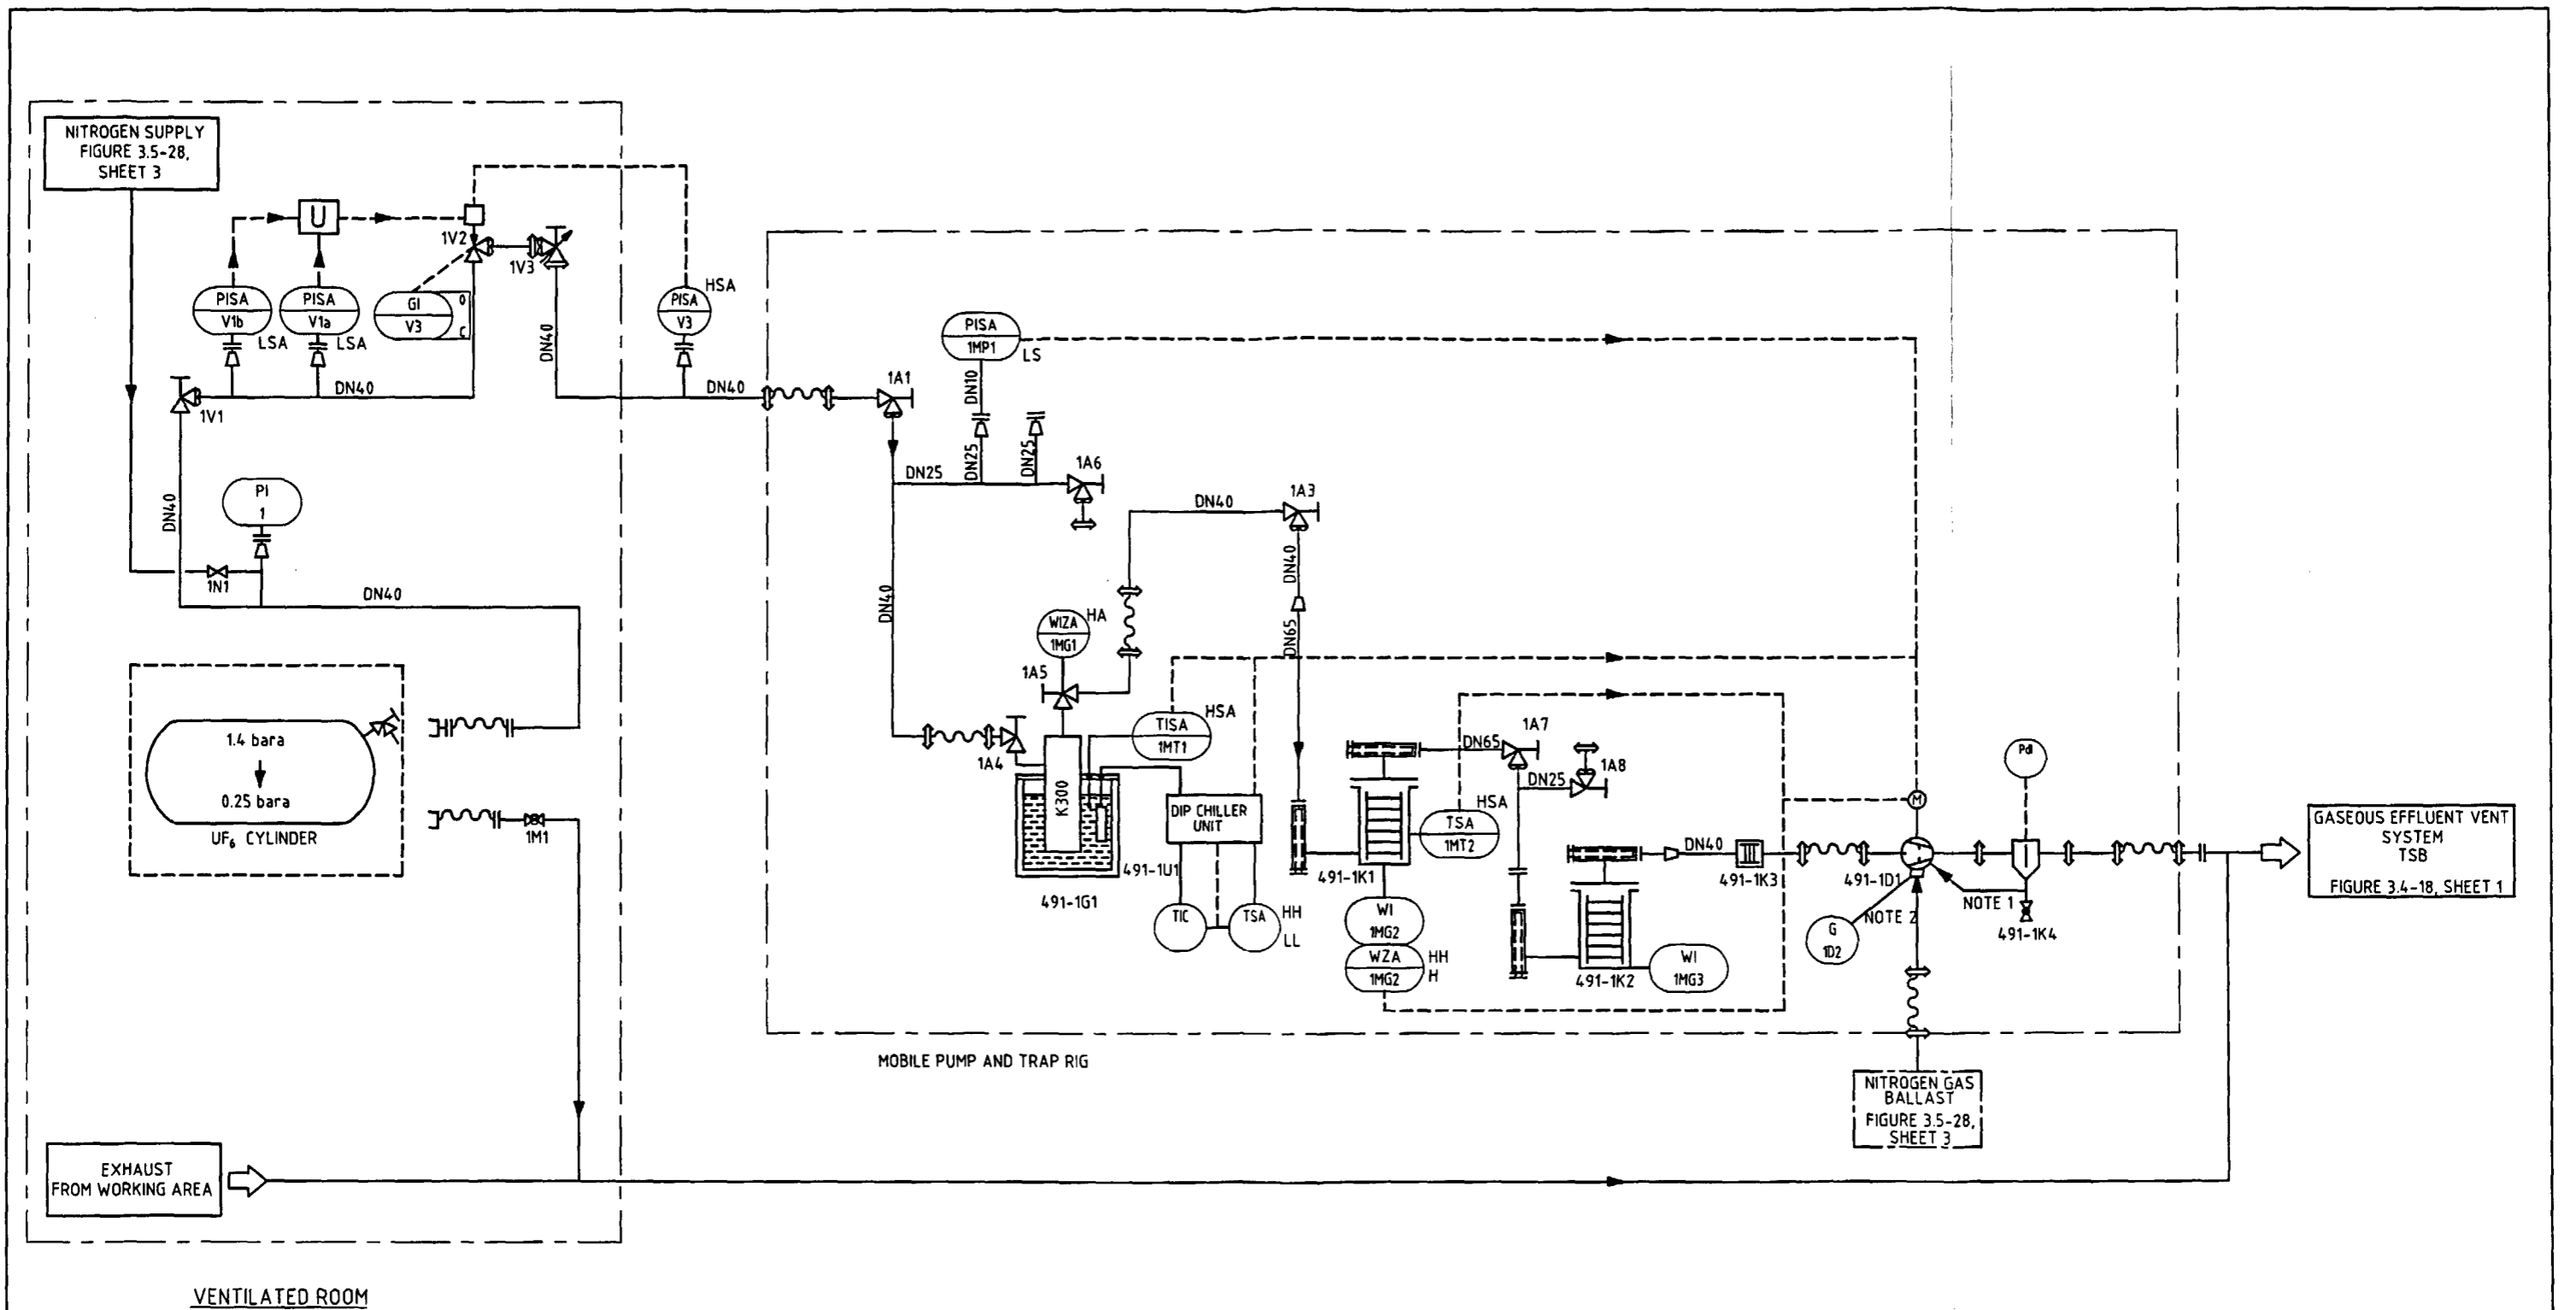 NITROGEN SUPPLY
FIGURE 3.5-28,
SHEET 3
U
1V2
1V3
PISA
V1b
LSA
PISA
V1a
LSA
GI
V3
O
C
PISA
V3
HSA
DN40
DN40
DN40
1V1
DN40
PI
1
1N1
DN40
1.4 bara
0.25 bara
UF₆ CYLINDER
1M1
EXHAUST
FROM WORKING AREA
VENTILATED ROOM
1A1
PISA
1MP1
LS
DN10
DN25
DN25
DN25
1A6
DN40
DN40
1A3
DN40
DN65
WIZA
1MG1
HA
1A5
1A4
K300
491-1G1
TISA
1MT1
HSA
DIP CHILLER
UNIT
491-1U1
TIC
TSA
HH
LL
491-1K1
WI
1MG2
WZA
1MG2
HH
H
TSA
1MT2
HSA
DN65
1A7
DN25
1A8
491-1K2
WI
1MG3
DN40
491-1K3
M
491-1D1
G
1D2
NOTE 2
NOTE 1
PdI
491-1K4
MOBILE PUMP AND TRAP RIG
NITROGEN GAS
BALLAST
FIGURE 3.5-28,
SHEET 3
GASEOUS EFFLUENT VENT
SYSTEM
TSB
FIGURE 3.4-18, SHEET 1